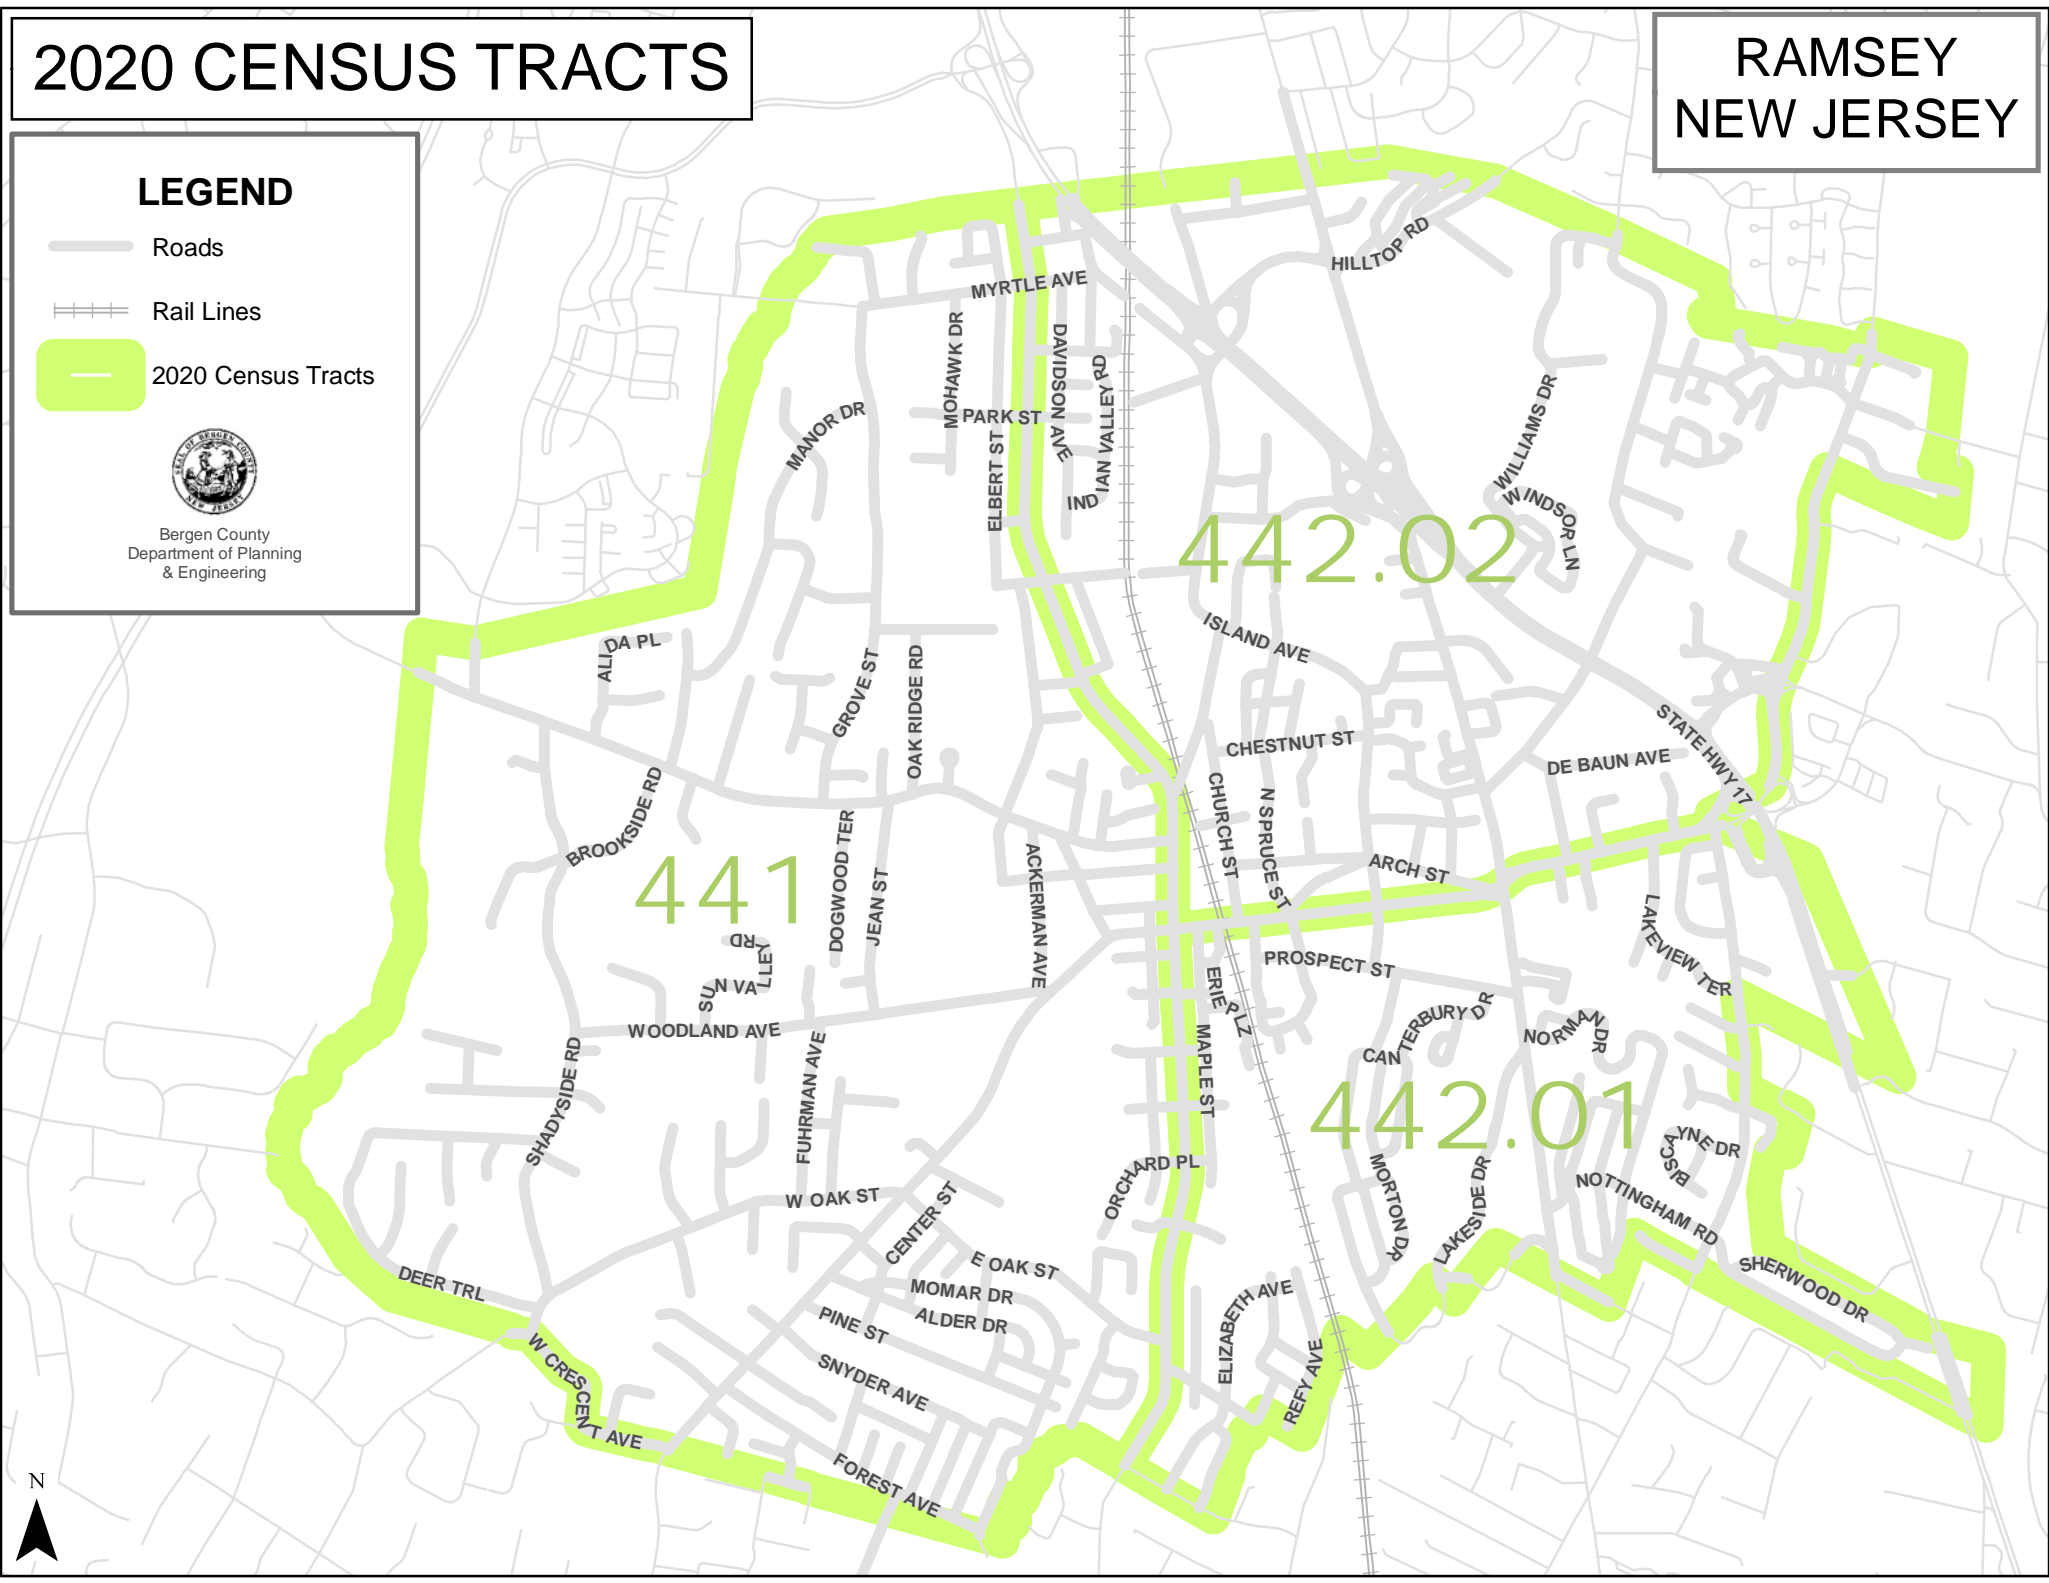 2020 CENSUS TRACTS
RAMSEY
NEW JERSEY
LEGEND
Roads
Rail Lines
2020 Census Tracts
SEAL OF BERGEN COUNTY
NEW JERSEY
Bergen County
Department of Planning
& Engineering
HILLTOP RD
MYRTLE AVE
MOHAWK DR
DAVIDSON AVE
INDIAN VALLEY RD
PARK ST
MANOR DR
ELBERT ST
WILLIAMS DR
WINDSOR LN
442.02
ISLAND AVE
ALIDA PL
GROVE ST
OAK RIDGE RD
STATE HWY 17
CHESTNUT ST
DE BAUN AVE
BROOKSIDE RD
CHURCH ST
N SPRUCE ST
DOGWOOD TER
JEAN ST
ACKERMAN AVE
441
ARCH ST
LAKEVIEW TER
SUN VALLEY RD
PROSPECT ST
ERIE PLZ
CANTERBURY DR
NORMAN DR
WOODLAND AVE
MAPLE ST
SHADYSIDE RD
FUHRMAN AVE
442.01
BISCAYNE DR
ORCHARD PL
MORTON DR
LAKESIDE DR
NOTTINGHAM RD
W OAK ST
CENTER ST
E OAK ST
SHERWOOD DR
DEER TRL
MOMAR DR
ALDER DR
PINE ST
ELIZABETH AVE
REFY AVE
W CRESCENT AVE
SNYDER AVE
FOREST AVE
N